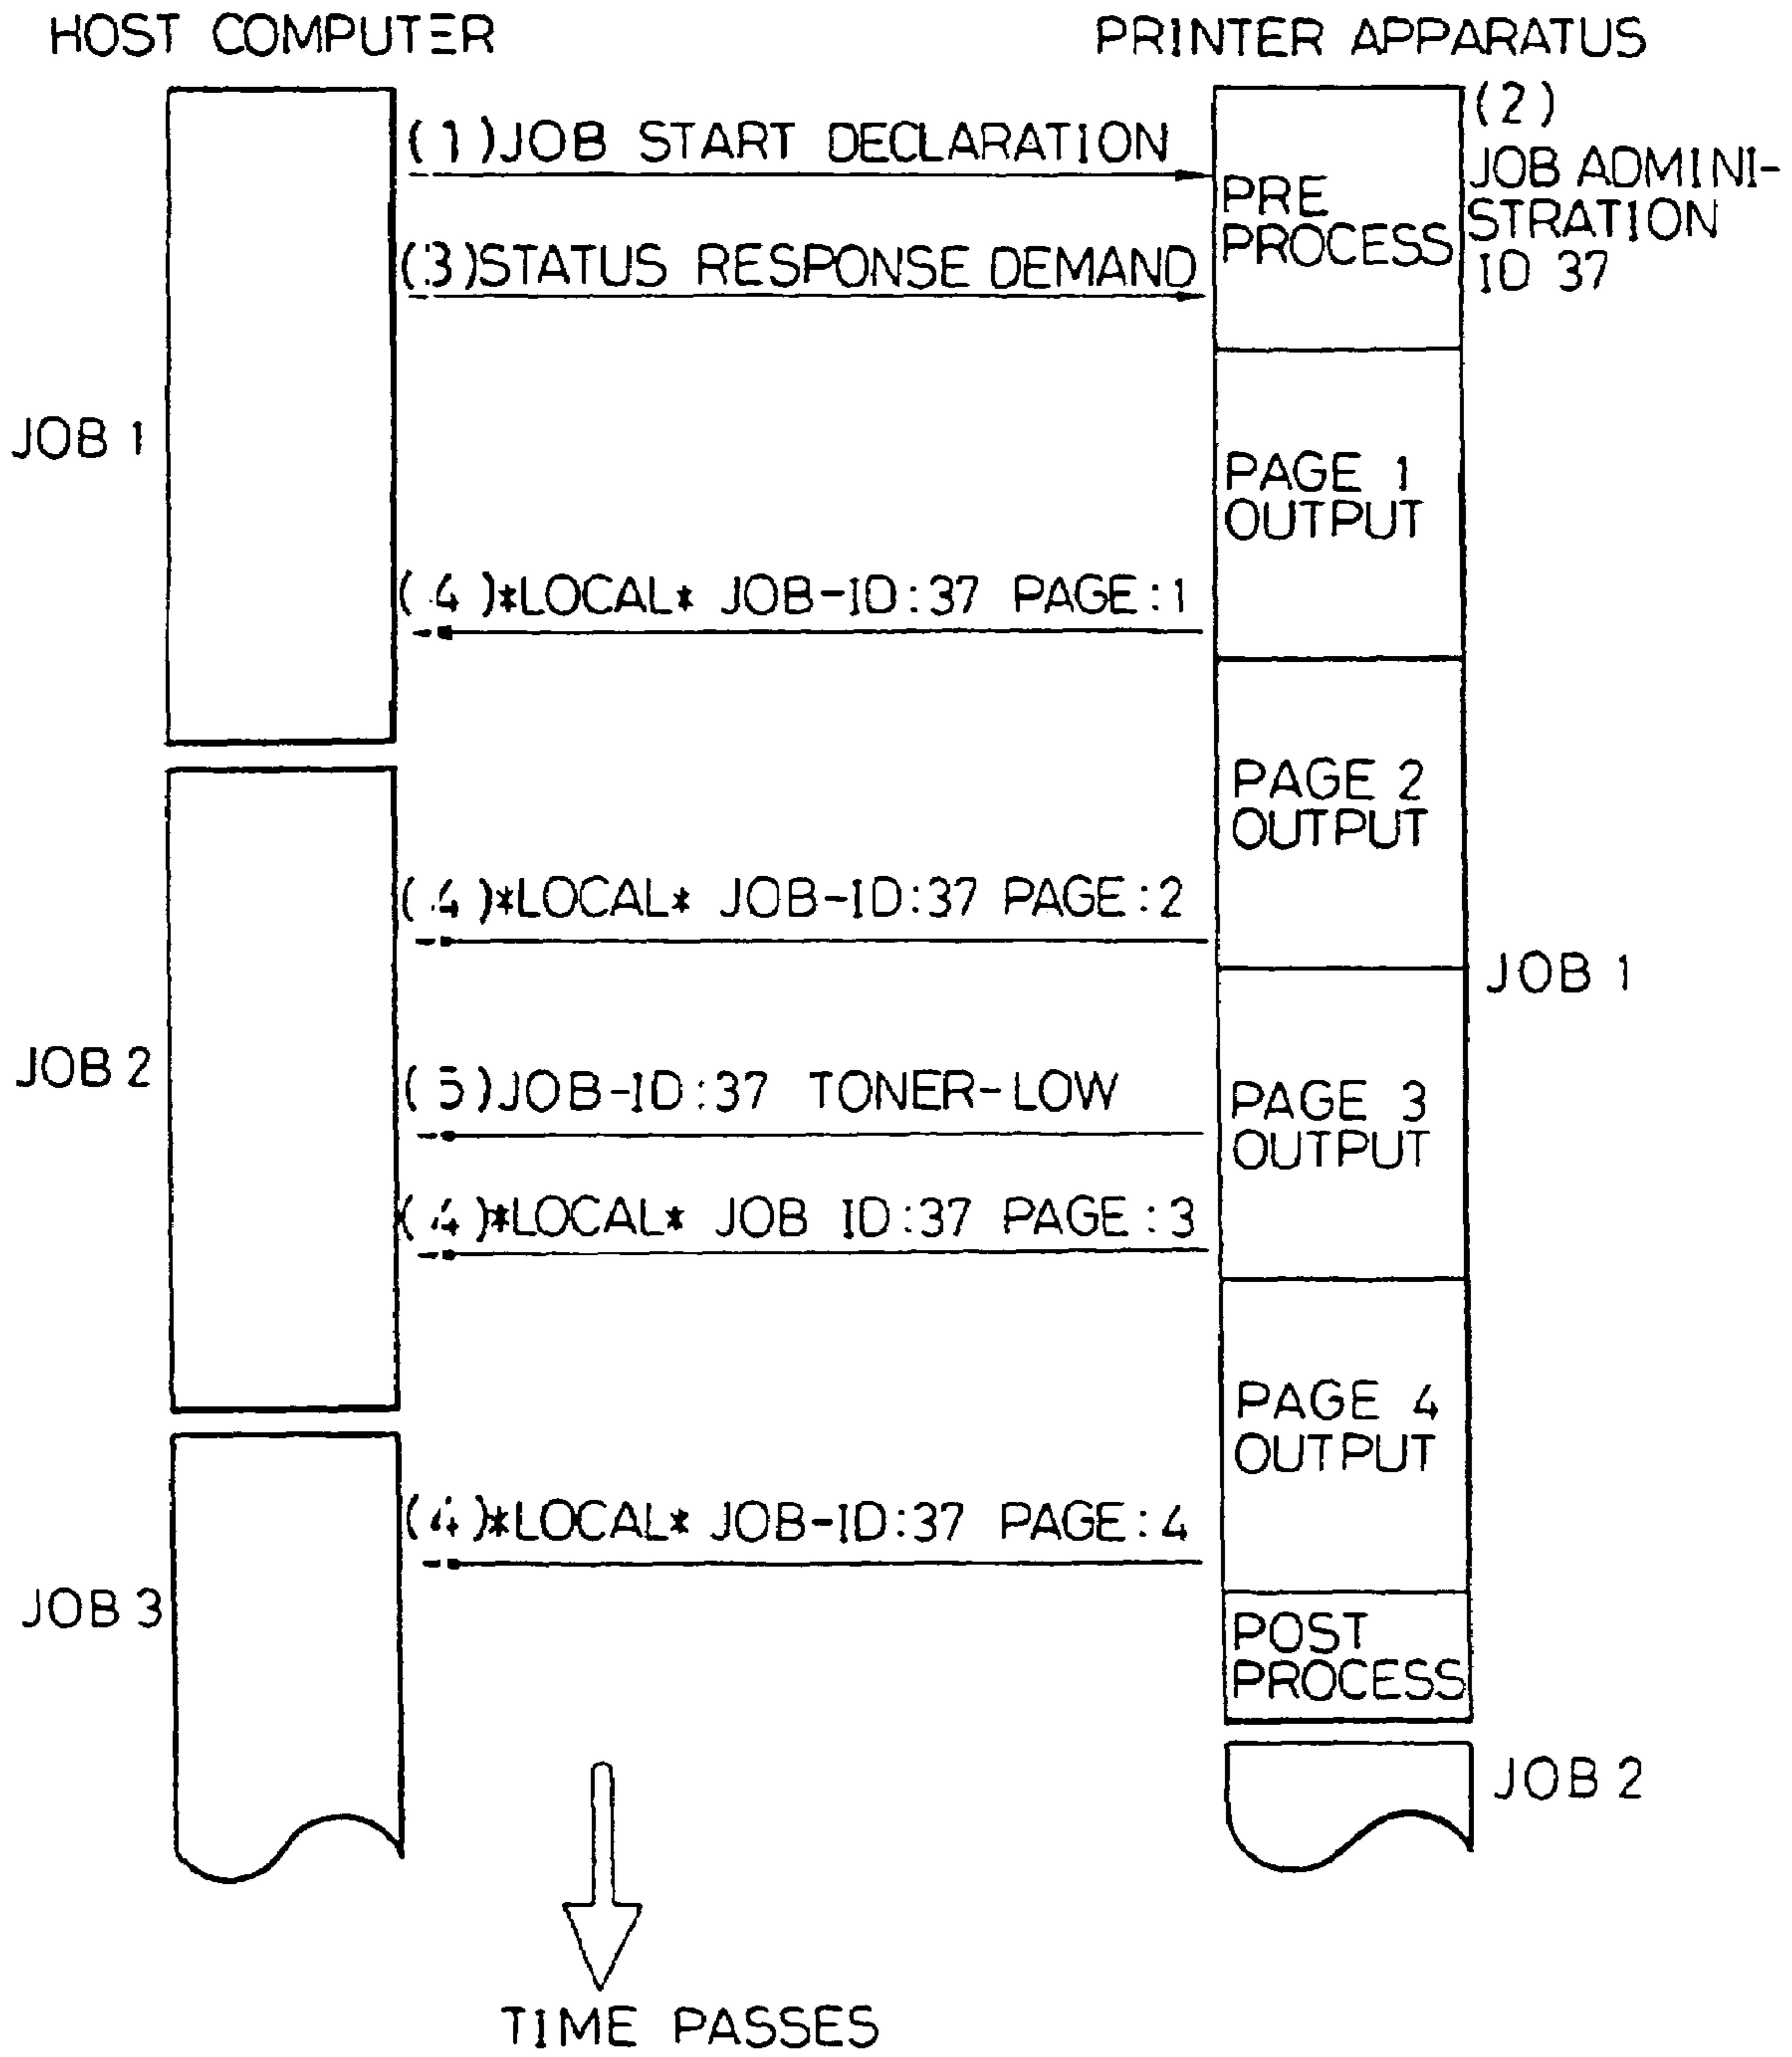 HOST COMPUTER
PRINTER APPARATUS
(1)JOB START DECLARATION
(2)
JOB ADMINI-
STRATION
ID 37
PRE
PROCESS
(3)STATUS RESPONSE DEMAND
JOB 1
PAGE 1
OUTPUT
(4)*LOCAL* JOB-ID:37 PAGE:1
PAGE 2
OUTPUT
(4)*LOCAL* JOB-ID:37 PAGE:2
JOB 1
JOB 2
(5)JOB-ID:37 TONER-LOW
PAGE 3
OUTPUT
(4)*LOCAL* JOB ID:37 PAGE:3
PAGE 4
OUTPUT
(4)*LOCAL* JOB-ID:37 PAGE:4
JOB 3
POST
PROCESS
JOB 2
TIME PASSES